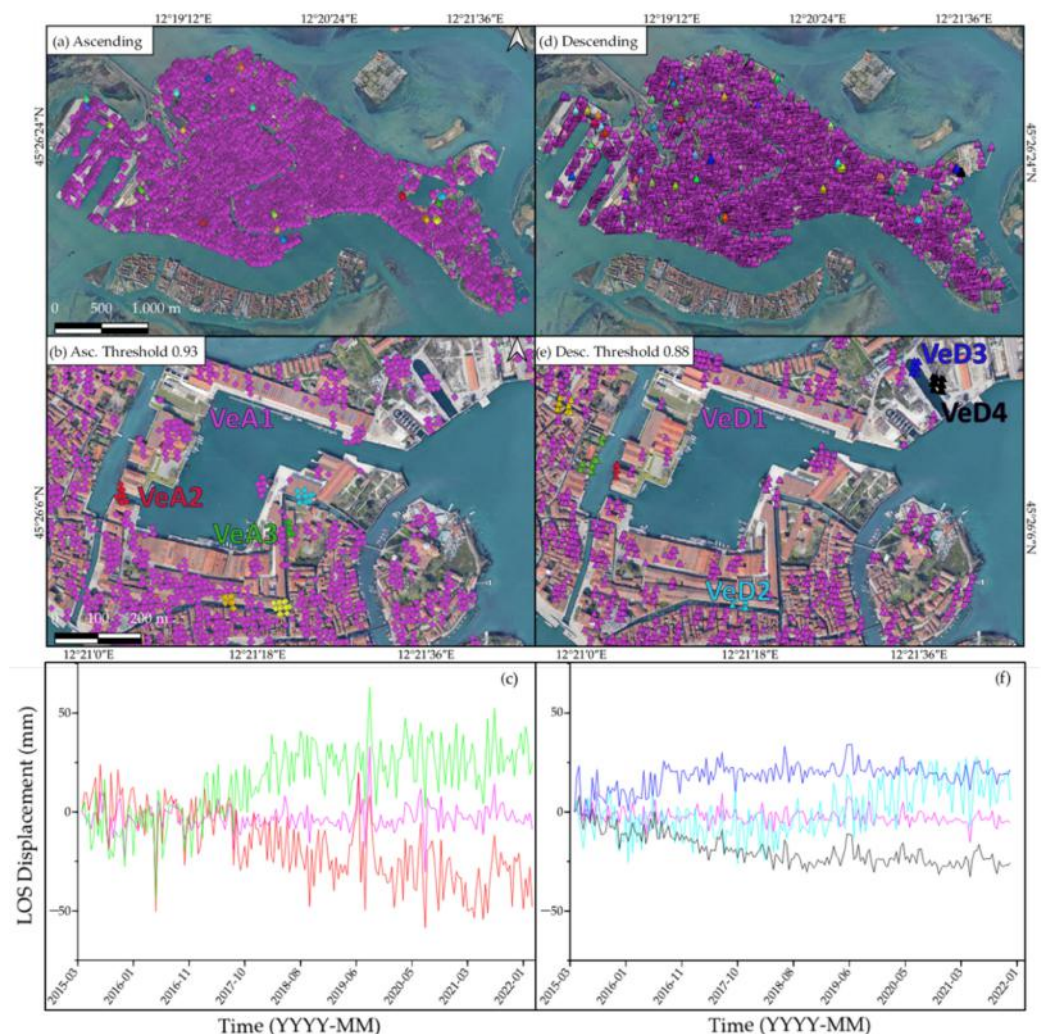 12°19′12″E 12°20′24″E 12°21′36″E 12°19′12″E 12°20′24″E 12°21′36″E
(a) Ascending
(d) Descending
45°26′24″N
45°26′24″N
0 500 1.000 m
(b) Asc. Threshold 0.93
(e) Desc. Threshold 0.88
VeD3
VeA1
VeD1
VeD4
VeA2
VeA3
45°26′6″N
45°26′6″N
VeD2
0 100 200 m
12°21′0″E 12°21′18″E 12°21′36″E 12°21′0″E 12°21′18″E 12°21′36″E
(c)
(f)
50
50
0
0
−50
−50
LOS Displacement (mm)
2015-03 2016-01 2016-11 2017-10 2018-08 2019-06 2020-05 2021-03 2022-01
2015-03 2016-01 2016-11 2017-10 2018-08 2019-06 2020-05 2021-03 2022-01
Time (YYYY-MM)
Time (YYYY-MM)